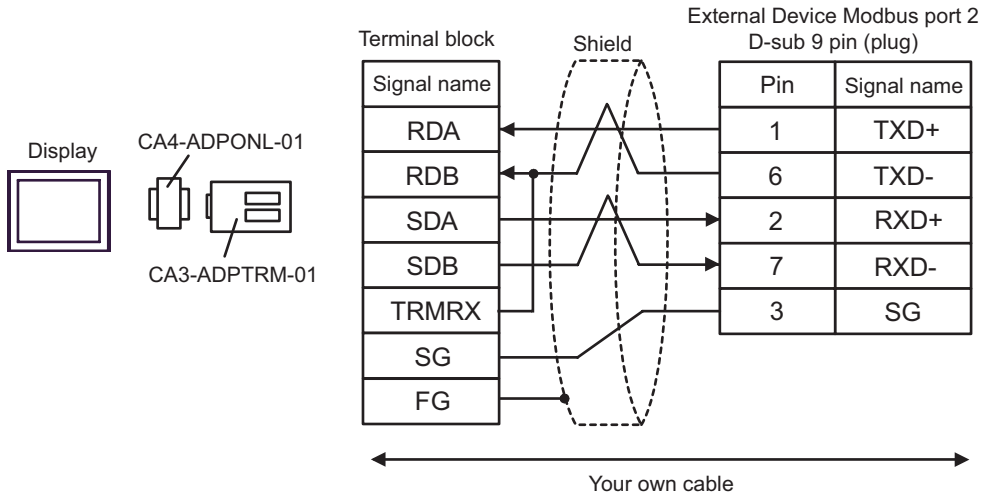 External Device Modbus port 2
D-sub 9 pin (plug)
Terminal block
Shield
Signal name
Pin Signal name
RDA 1 TXD+
RDB 6 TXD-
SDA 2 RXD+
SDB 7 RXD-
TRMRX 3 SG
SG
FG
Display
CA4-ADPONL-01
CA3-ADPTRM-01
Your own cable